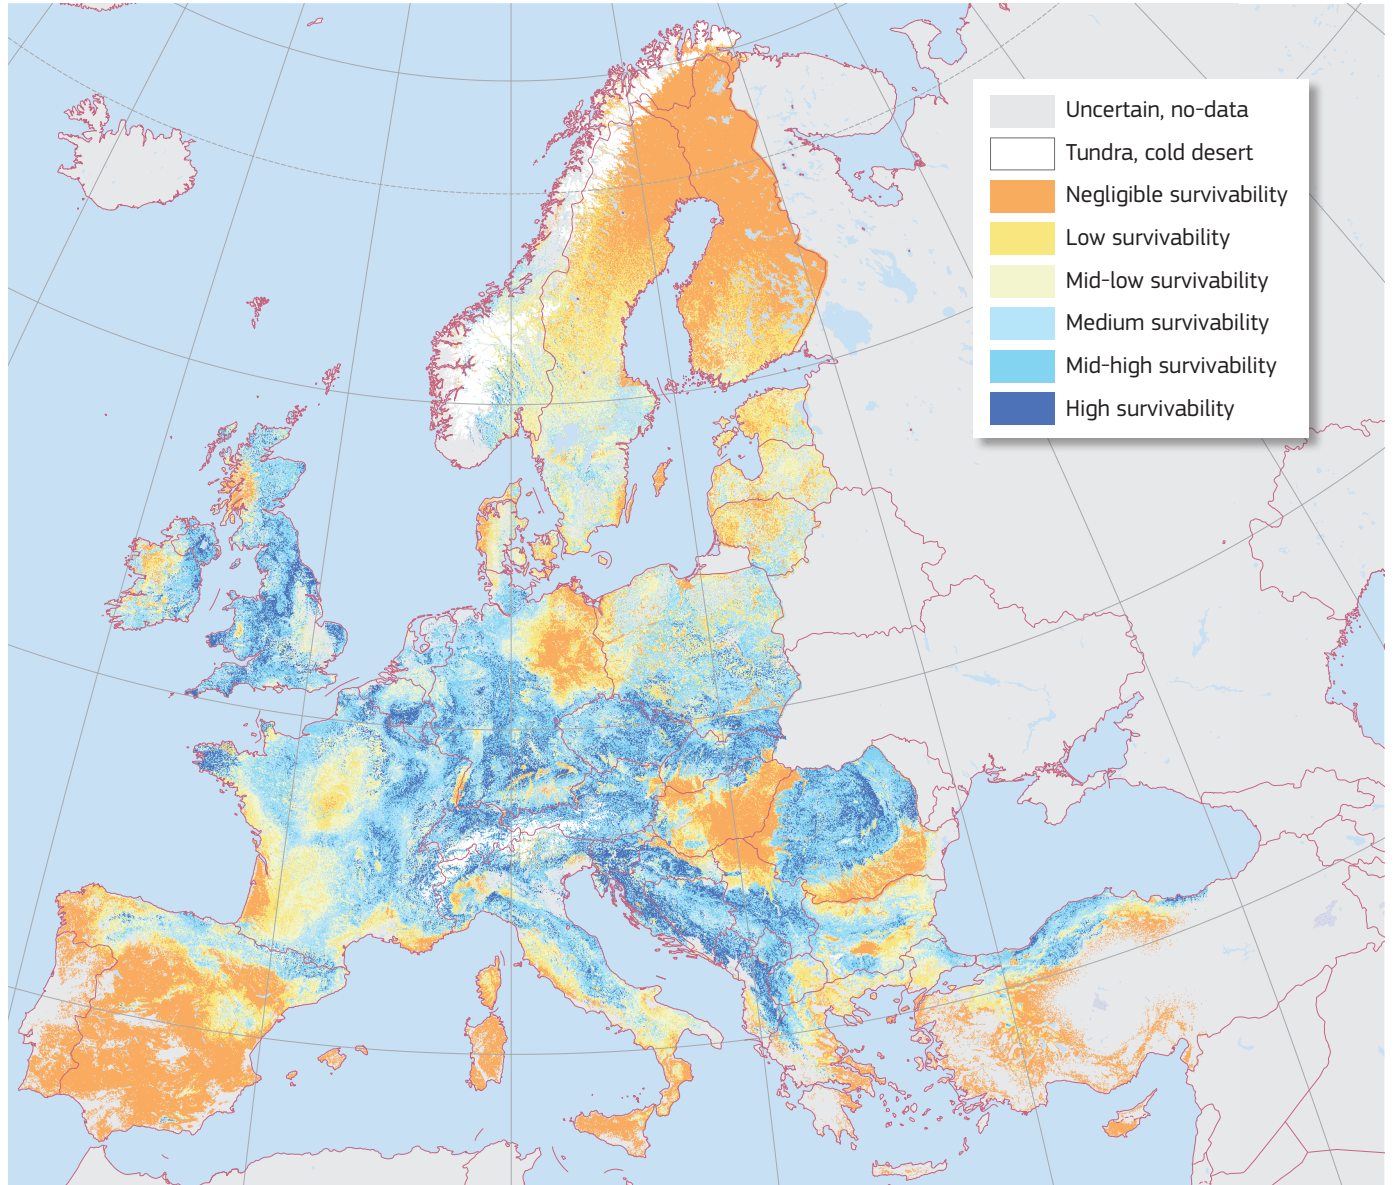 Uncertain, no-data
Tundra, cold desert
Negligible survivability
Low survivability
Mid-low survivability
Medium survivability
Mid-high survivability
High survivability